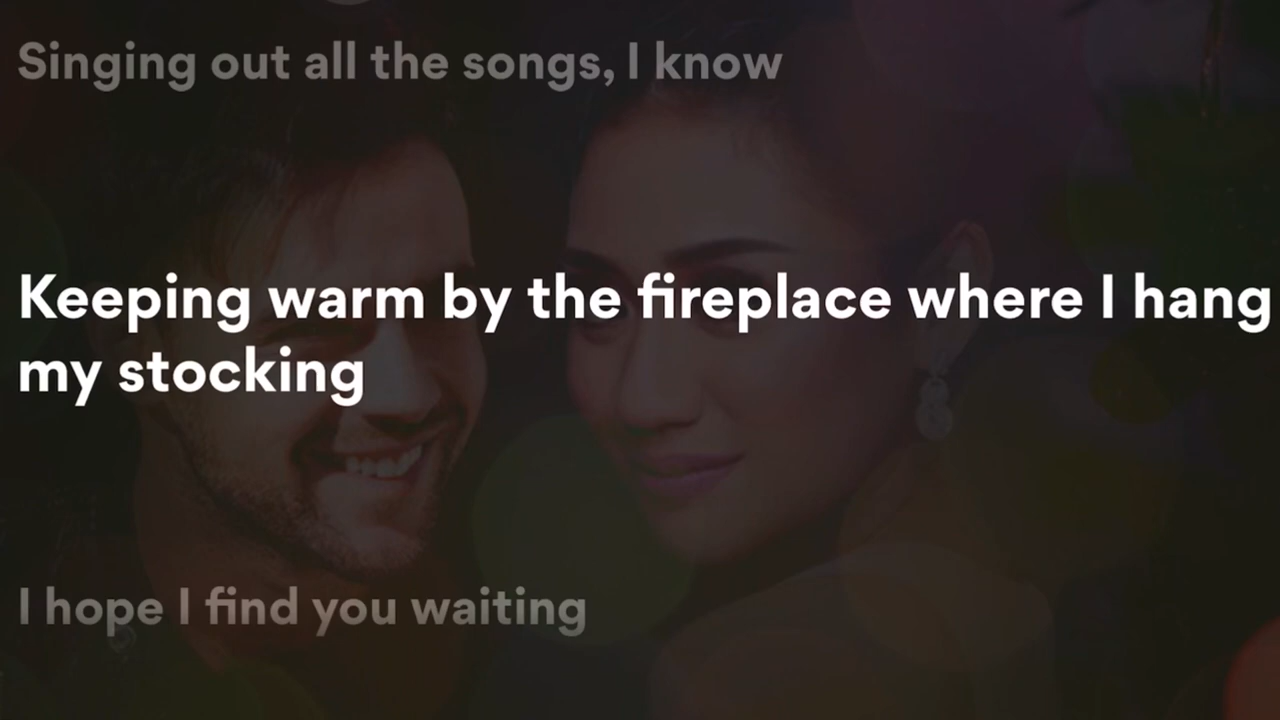 Singing out all the songs, I know
Keeping warm by the fireplace where I hang
my stocking
I hope I find you waiting